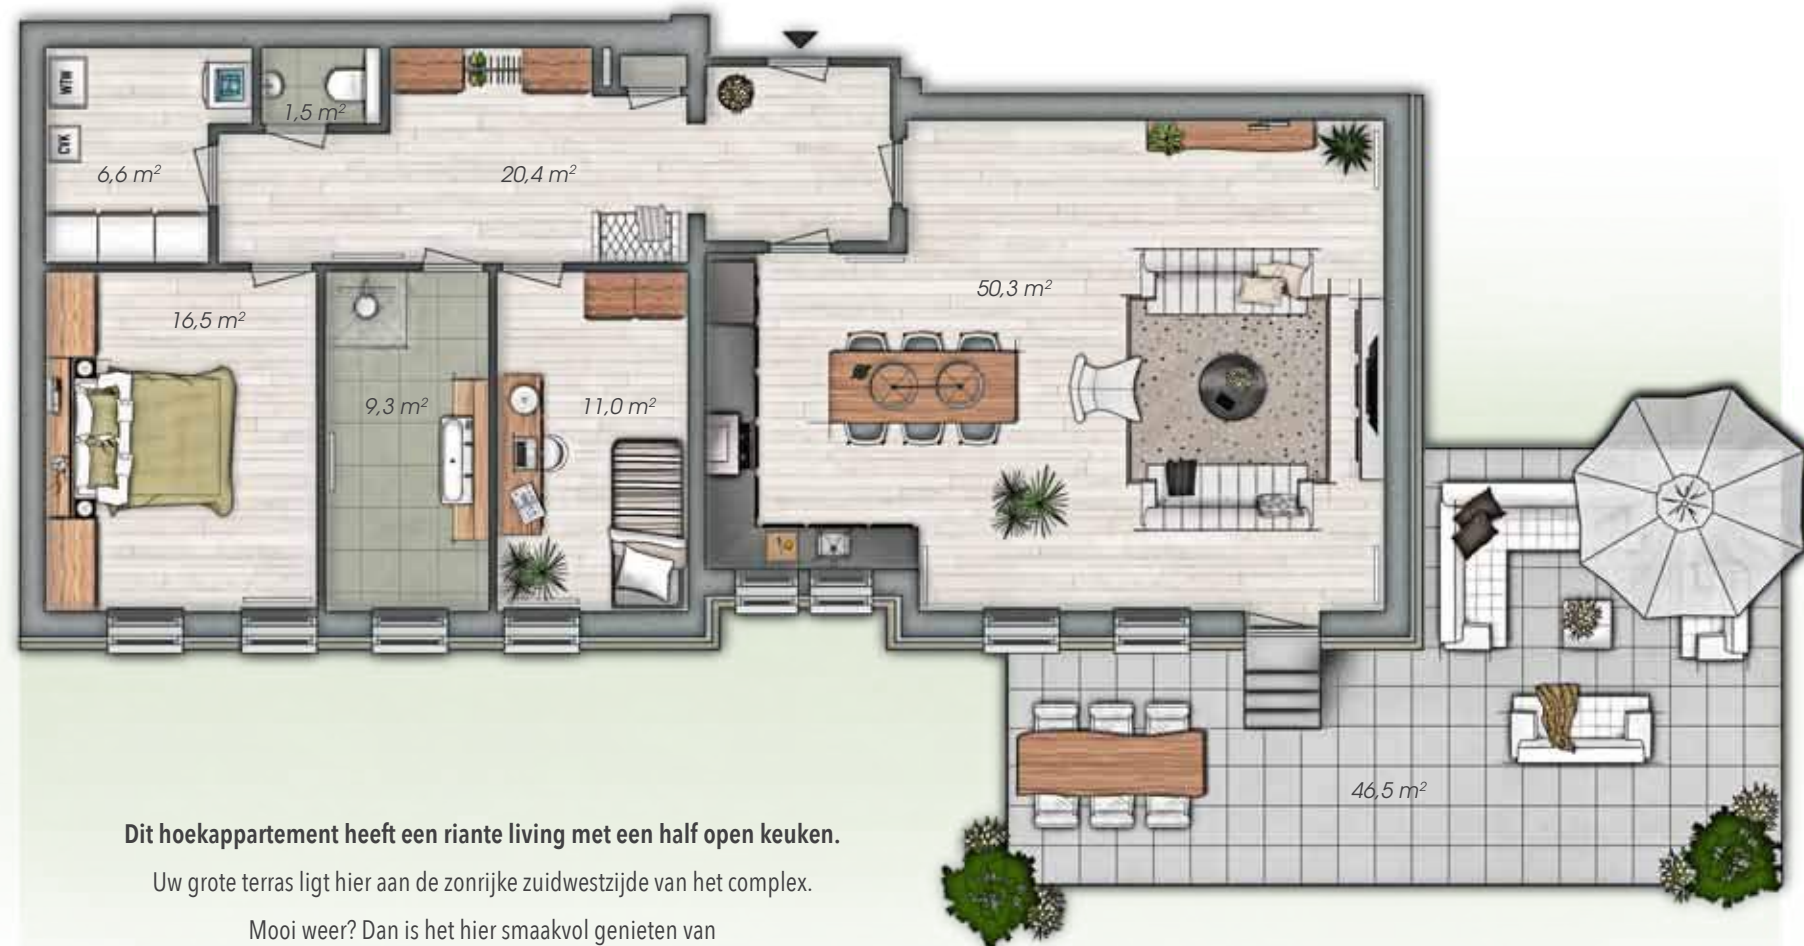 WTW
1,5 m²
CVK
6,6 m²
20,4 m²
50,3 m²
16,5 m²
9,3 m²
11,0 m²
46,5 m²
Dit hoekappartement heeft een riante living met een half open keuken.
Uw grote terras ligt hier aan de zonrijke zuidwestzijde van het complex.
Mooi weer? Dan is het hier smaakvol genieten van